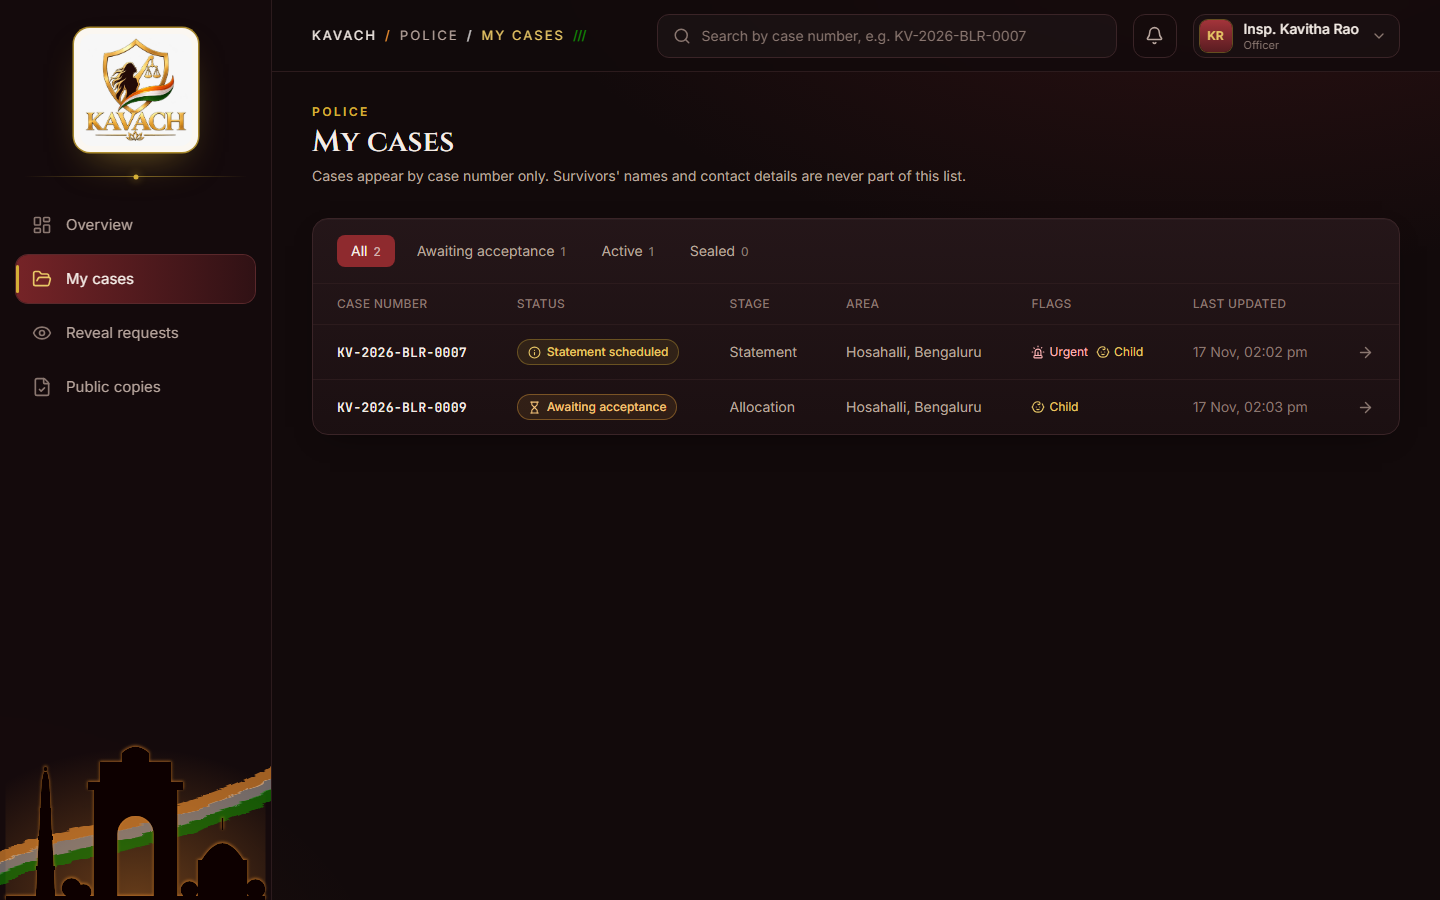 KAVACH
Overview
My cases
Reveal requests
Public copies
KAVACH / POLICE / MY CASES ///
Search by case number, e.g. KV-2026-BLR-0007
KR
Insp. Kavitha Rao
Officer
POLICE
My cases
Cases appear by case number only. Survivors' names and contact details are never part of this list.
All 2 Awaiting acceptance 1 Active 1 Sealed 0
CASE NUMBER STATUS STAGE AREA FLAGS LAST UPDATED
KV-2026-BLR-0007 Statement scheduled Statement Hosahalli, Bengaluru Urgent Child 17 Nov, 02:02 pm
KV-2026-BLR-0009 Awaiting acceptance Allocation Hosahalli, Bengaluru Child 17 Nov, 02:03 pm